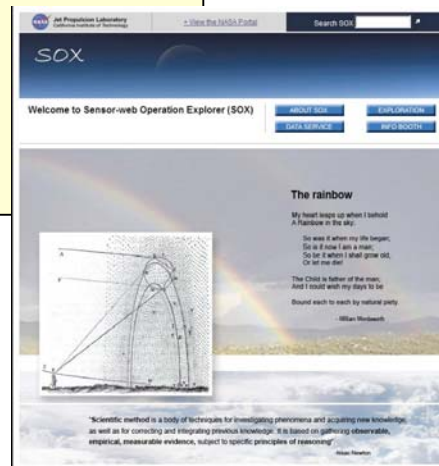 Jet Propulsion Laboratory
California Institute of Technology
+ View the NASA Portal
Search SOX
SOX
Welcome to Sensor-web Operation Explorer (SOX)
ABOUT SOX
EXPLORATION
DATA SERVICE
INFO BOOTH
The rainbow
My heart leaps up when I behold
A Rainbow in the sky:
So was it when my life began;
So is it now I am a man;
So be it when I shall grow old,
Or let me die!
The Child is father of the man;
And I could wish my days to be
Bound each to each by natural piety.
"Scientific method is a body of techniques for investigating phenomena and acquiring new knowledge,
as well as for correcting and integrating previous knowledge. It is based on gathering observable,
empirical, measurable evidence, subject to specific principles of reasoning"
- Isaac Newton